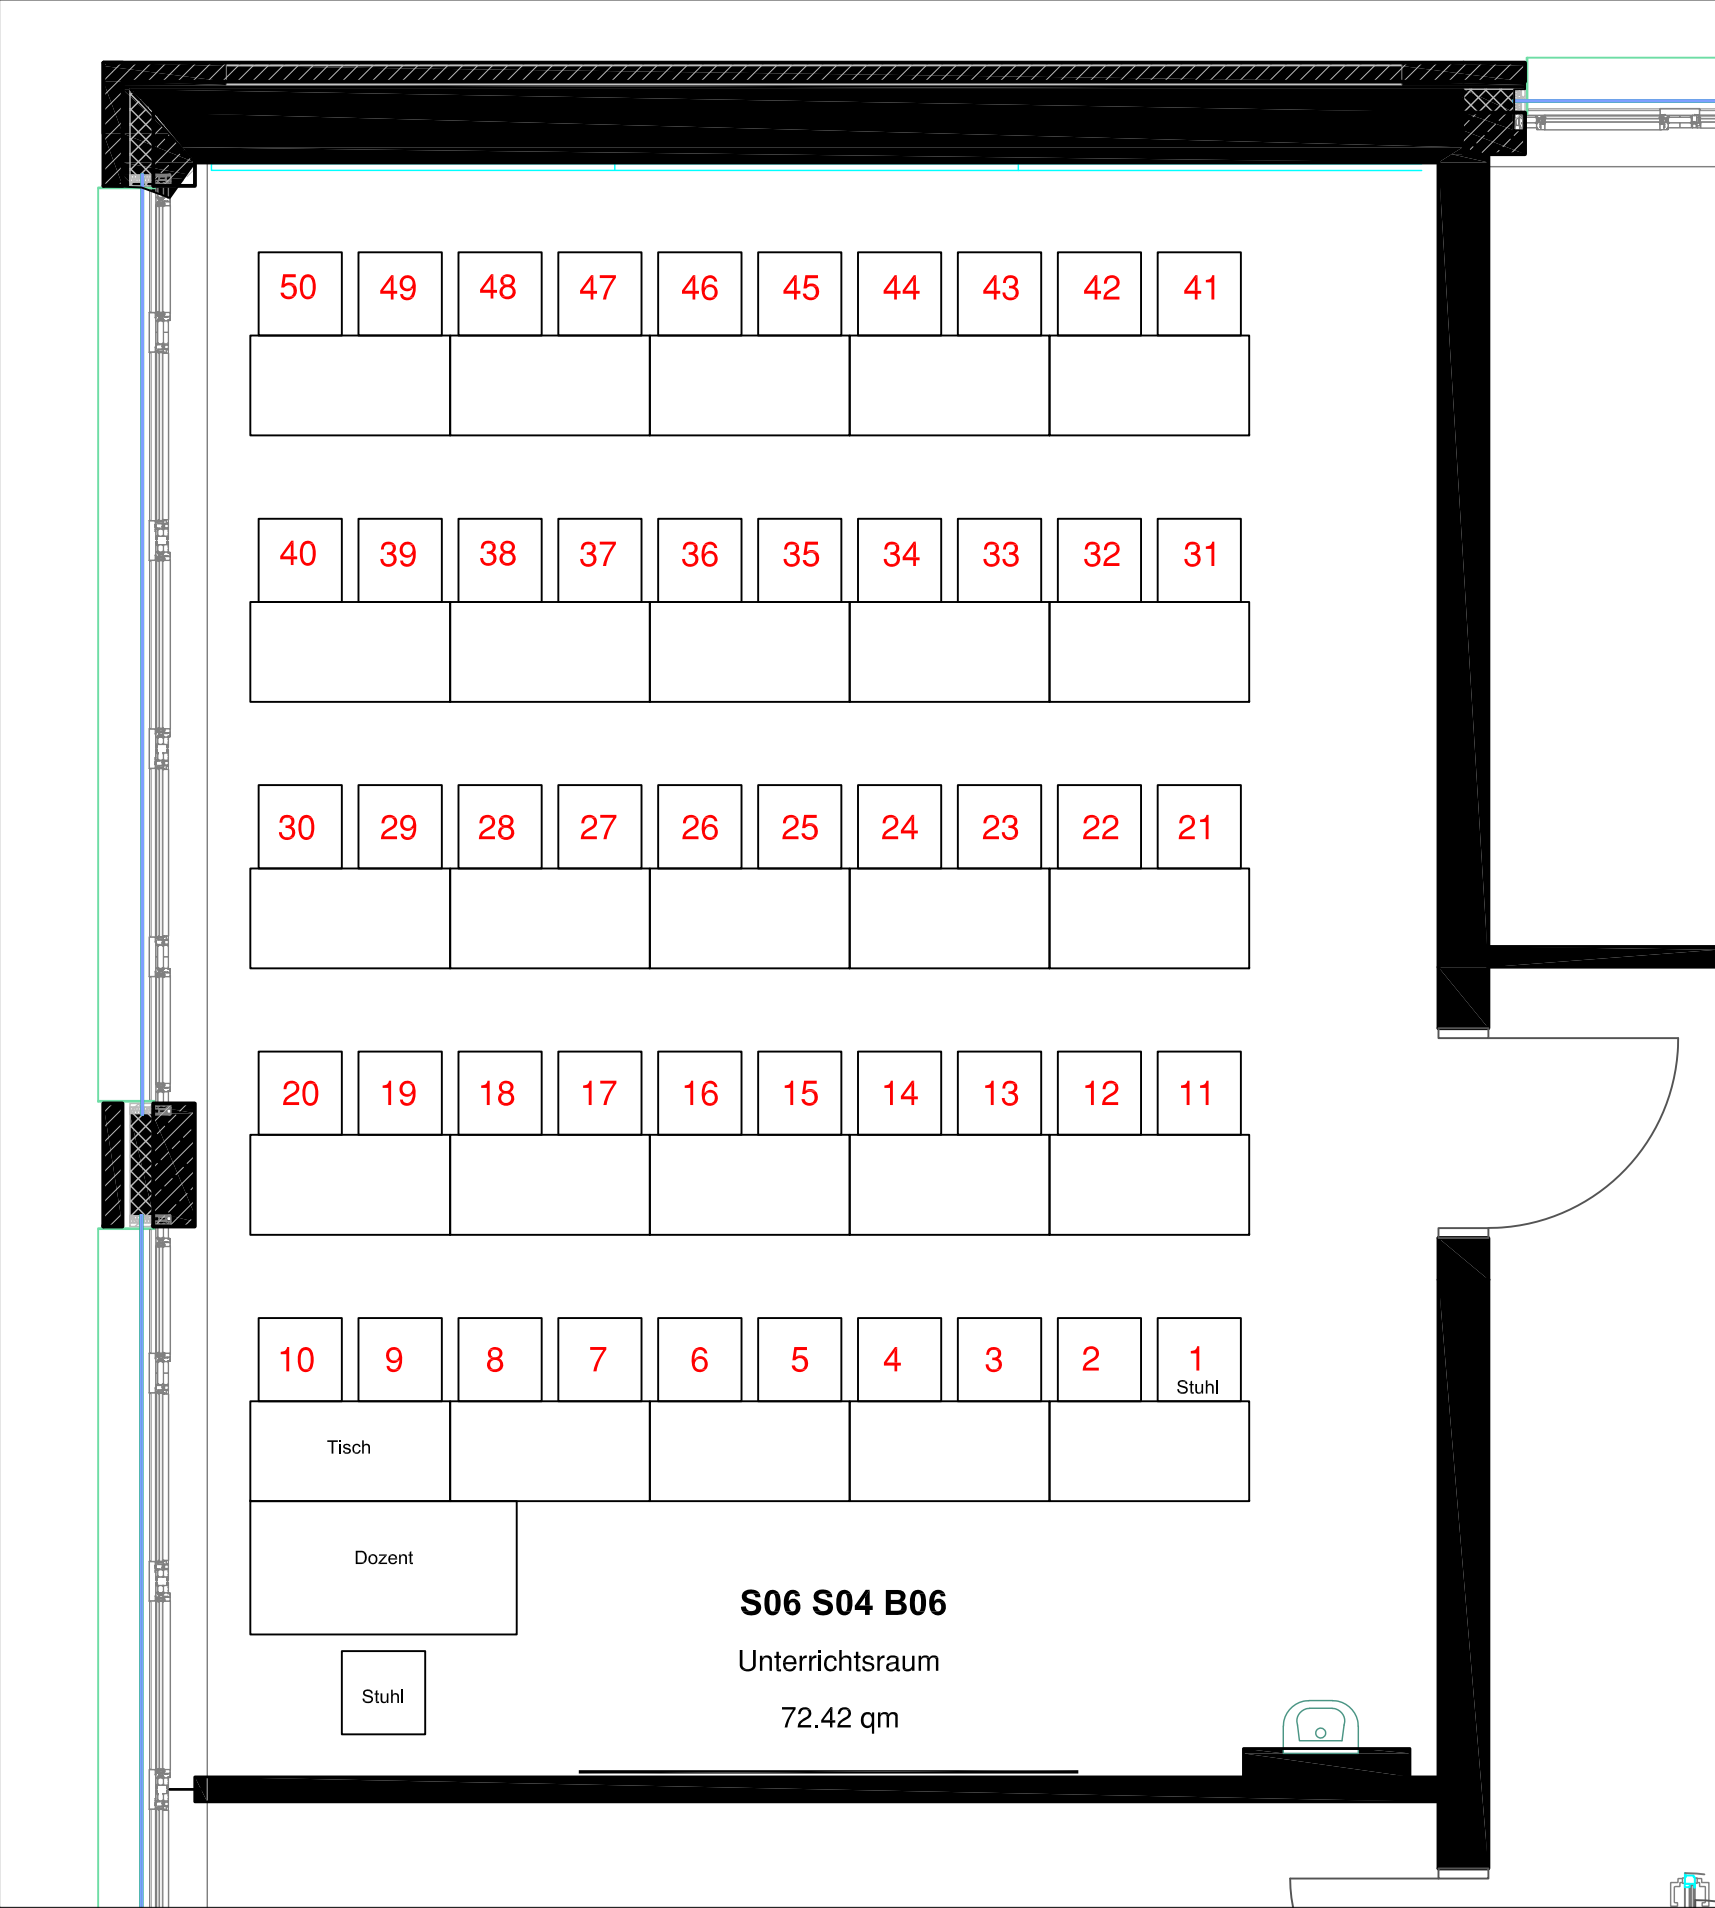 50 49 48 47 46 45 44 43 42 41
40 39 38 37 36 35 34 33 32 31
30 29 28 27 26 25 24 23 22 21
20 19 18 17 16 15 14 13 12 11
10 9 8 7 6 5 4 3 2 1
Stuhl
Tisch
Dozent
S06 S04 B06
Unterrichtsraum
Stuhl
72.42 qm